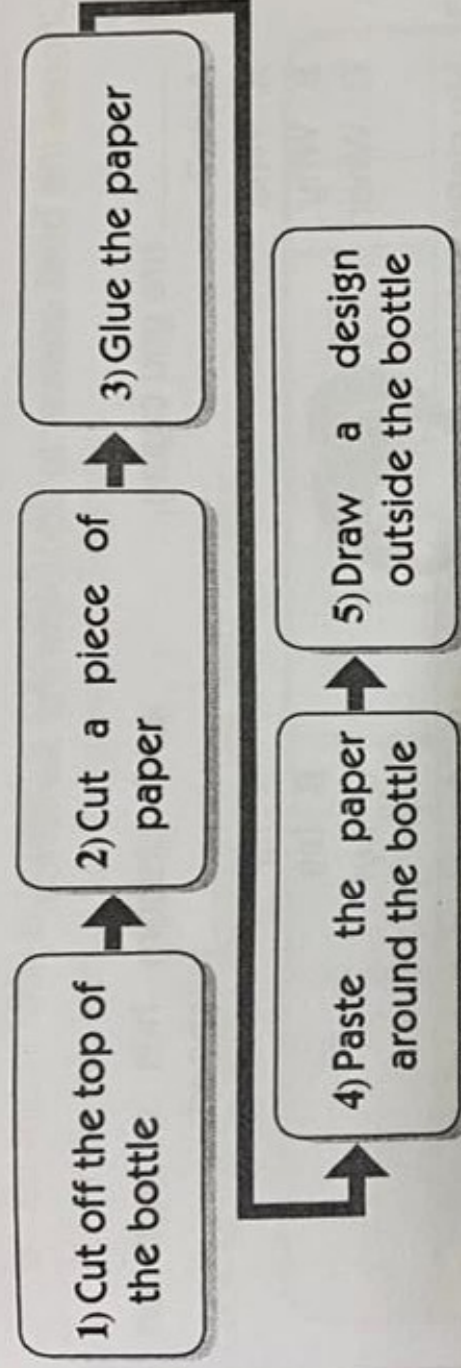 1) Cut off the top of
the bottle
2) Cut a piece of
paper
3) Glue the paper
4) Paste the paper
around the bottle
5) Draw a design
outside the bottle